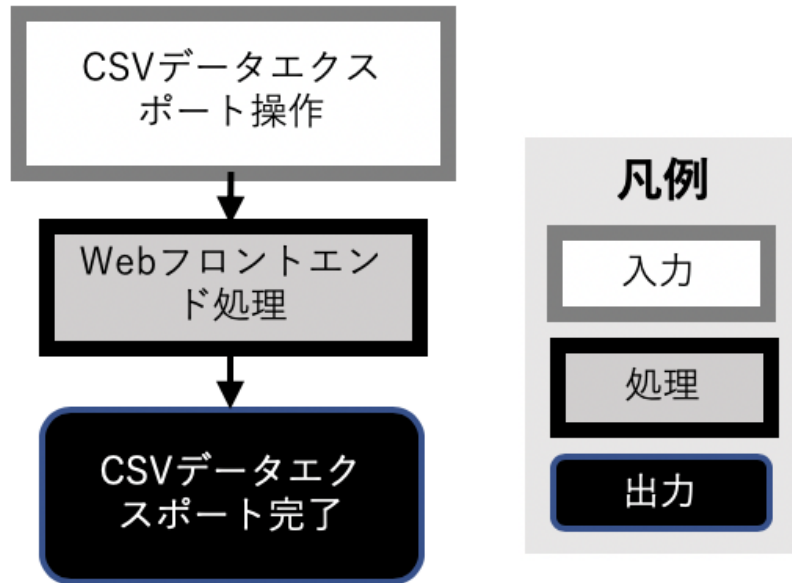 CSVデータエクス
ポート操作
Webフロントエン
ド処理
CSVデータエク
スポート完了
凡例
入力
処理
出力